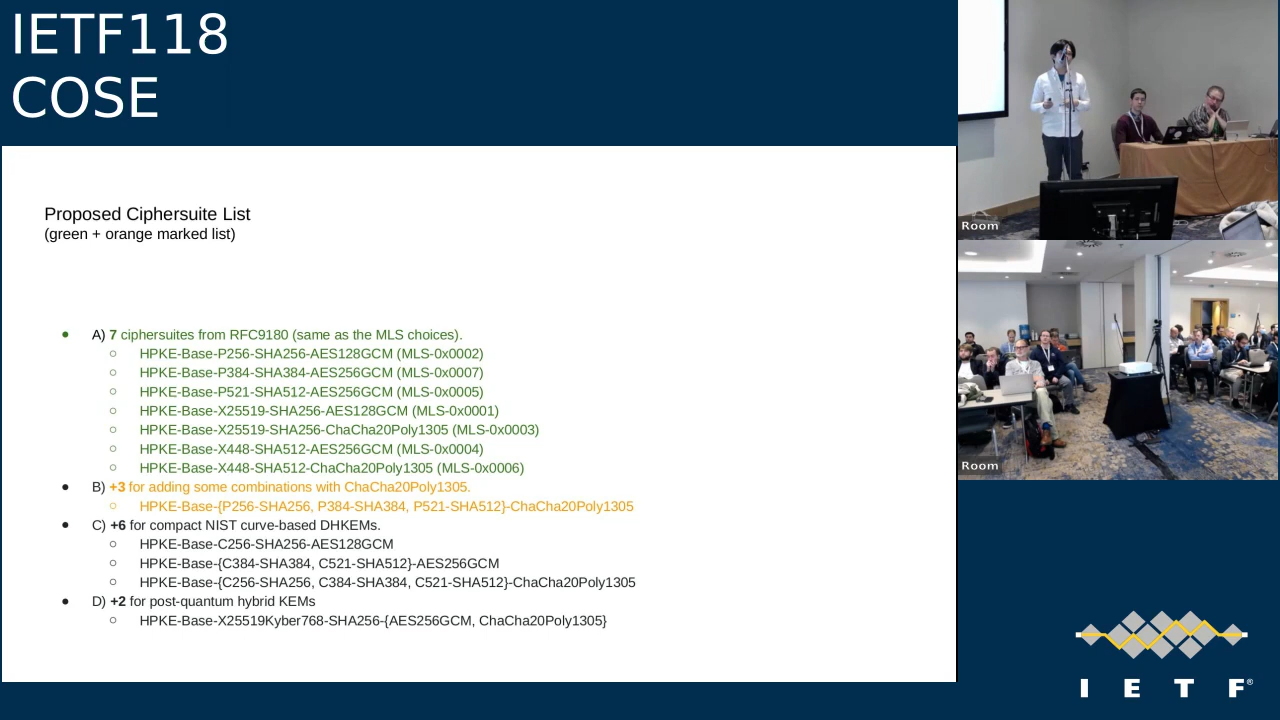 IETF118
COSE
Proposed Ciphersuite List
(green + orange marked list)
● A) 7 ciphersuites from RFC9180 (same as the MLS choices).
○ HPKE-Base-P256-SHA256-AES128GCM (MLS-0x0002)
○ HPKE-Base-P384-SHA384-AES256GCM (MLS-0x0007)
○ HPKE-Base-P521-SHA512-AES256GCM (MLS-0x0005)
○ HPKE-Base-X25519-SHA256-AES128GCM (MLS-0x0001)
○ HPKE-Base-X25519-SHA256-ChaCha20Poly1305 (MLS-0x0003)
○ HPKE-Base-X448-SHA512-AES256GCM (MLS-0x0004)
○ HPKE-Base-X448-SHA512-ChaCha20Poly1305 (MLS-0x0006)
● B) +3 for adding some combinations with ChaCha20Poly1305.
○ HPKE-Base-{P256-SHA256, P384-SHA384, P521-SHA512}-ChaCha20Poly1305
● C) +6 for compact NIST curve-based DHKEMs.
○ HPKE-Base-C256-SHA256-AES128GCM
○ HPKE-Base-{C384-SHA384, C521-SHA512}-AES256GCM
○ HPKE-Base-{C256-SHA256, C384-SHA384, C521-SHA512}-ChaCha20Poly1305
● D) +2 for post-quantum hybrid KEMs
○ HPKE-Base-X25519Kyber768-SHA256-{AES256GCM, ChaCha20Poly1305}
Room
Room
I E T F®